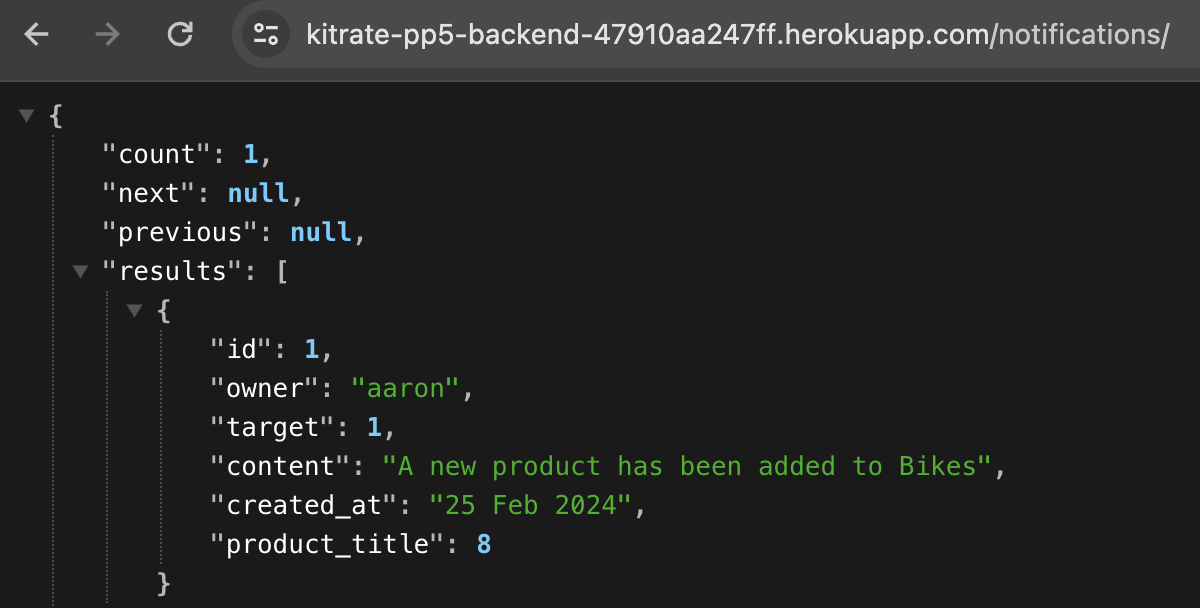 kitrate-pp5-backend-47910aa247ff.herokuapp.com/notifications/
{
"count": 1,
"next": null,
"previous": null,
"results": [
{
"id": 1,
"owner": "aaron",
"target": 1,
"content": "A new product has been added to Bikes",
"created_at": "25 Feb 2024",
"product_title": 8
}